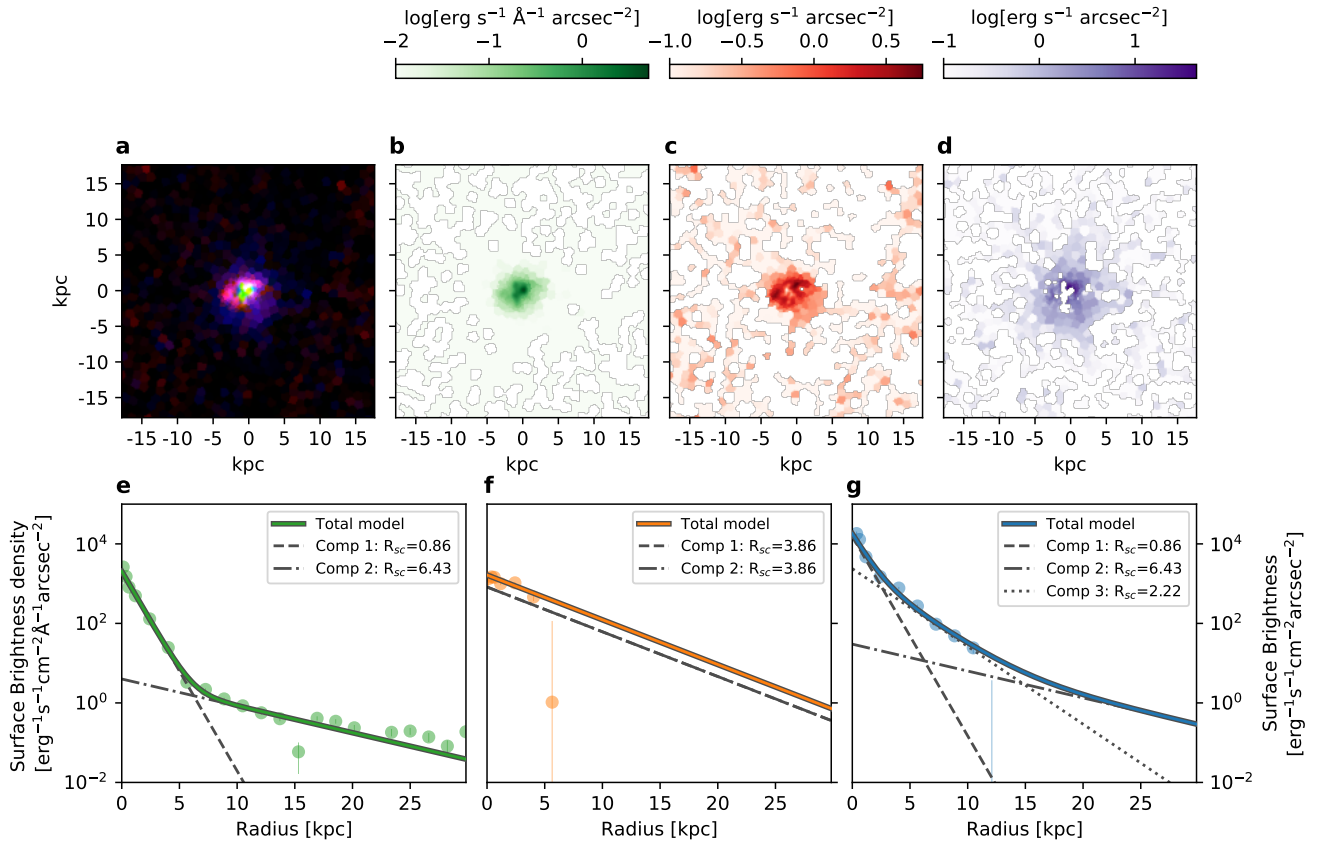 log[erg s⁻¹ Å⁻¹ arcsec⁻²] log[erg s⁻¹ arcsec⁻²] log[erg s⁻¹ arcsec⁻²]
−2 −1 0 −1.0 −0.5 0.0 0.5 −1 0 1
a b c d
15
10
5
0
-5
-10
-15
kpc
-15 -10 -5 0 5 10 15 -15 -10 -5 0 5 10 15 -15 -10 -5 0 5 10 15 -15 -10 -5 0 5 10 15
kpc kpc kpc kpc
e f g
Surface Brightness density
[erg⁻¹s⁻¹cm⁻²Å⁻¹arcsec⁻²]
10⁴
10²
10⁰
10⁻²
Total model
Comp 1: R_sc=0.86
Comp 2: R_sc=6.43
0 5 10 15 20 25
Radius [kpc]
Total model
Comp 1: R_sc=3.86
Comp 2: R_sc=3.86
0 5 10 15 20 25
Radius [kpc]
Total model
Comp 1: R_sc=0.86
Comp 2: R_sc=6.43
Comp 3: R_sc=2.22
0 5 10 15 20 25
Radius [kpc]
10⁴
10²
10⁰
10⁻²
Surface Brightness
[erg⁻¹s⁻¹cm⁻²arcsec⁻²]